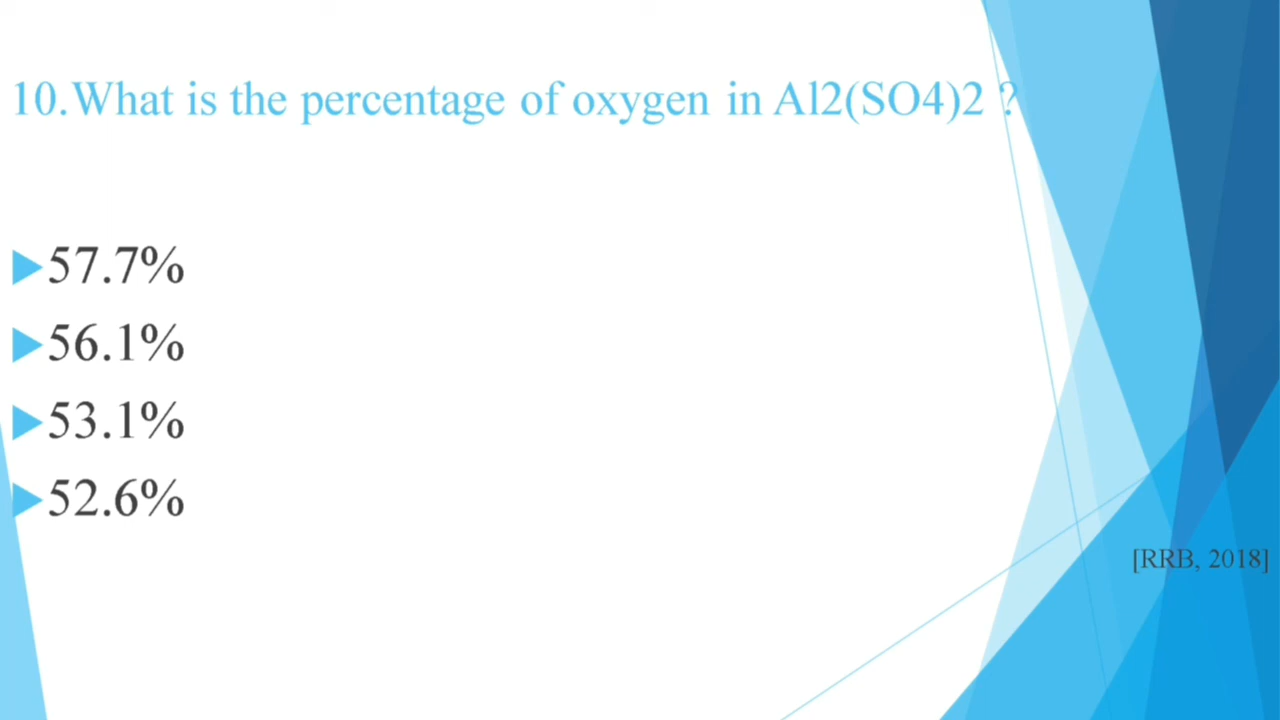 10.What is the percentage of oxygen in Al2(SO4)2 ?
57.7%
56.1%
53.1%
52.6%
[RRB, 2018]